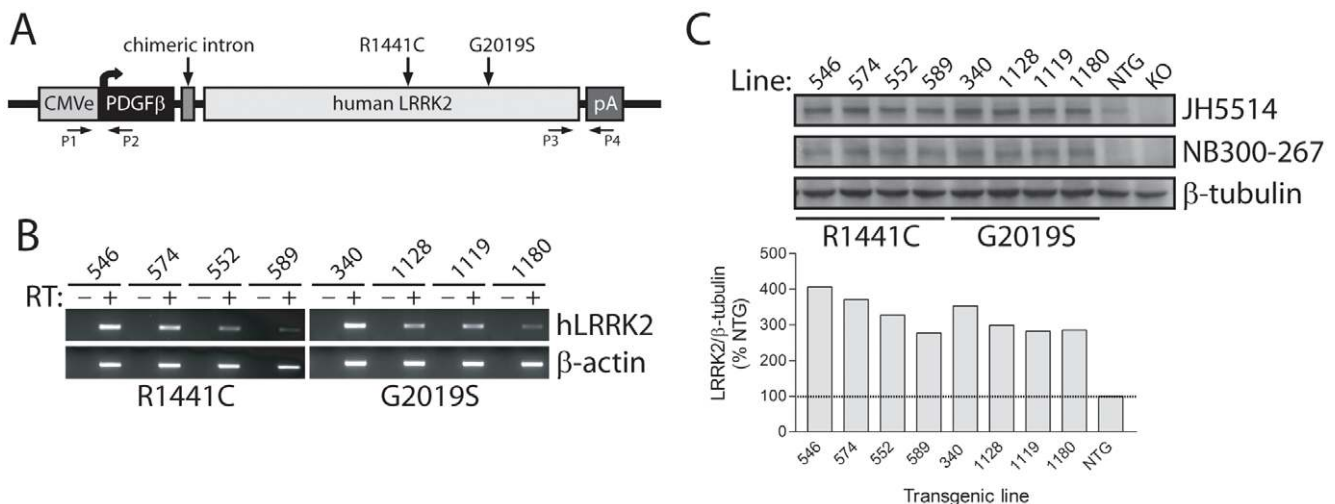 A
chimeric intron
R1441C
G2019S
CMVe
PDGFβ
human LRRK2
pA
P1
P2
P3
P4
B
546
574
552
589
340
1128
1119
1180
RT:
– + – + – + – + – + – + – + – +
hLRRK2
β-actin
R1441C
G2019S
C
Line:
546
574
552
589
340
1128
1119
1180
NTG
KO
JH5514
NB300-267
β-tubulin
R1441C
G2019S
LRRK2/β-tubulin
(% NTG)
500
400
300
200
100
0
546
574
552
589
340
1128
1119
1180
NTG
Transgenic line